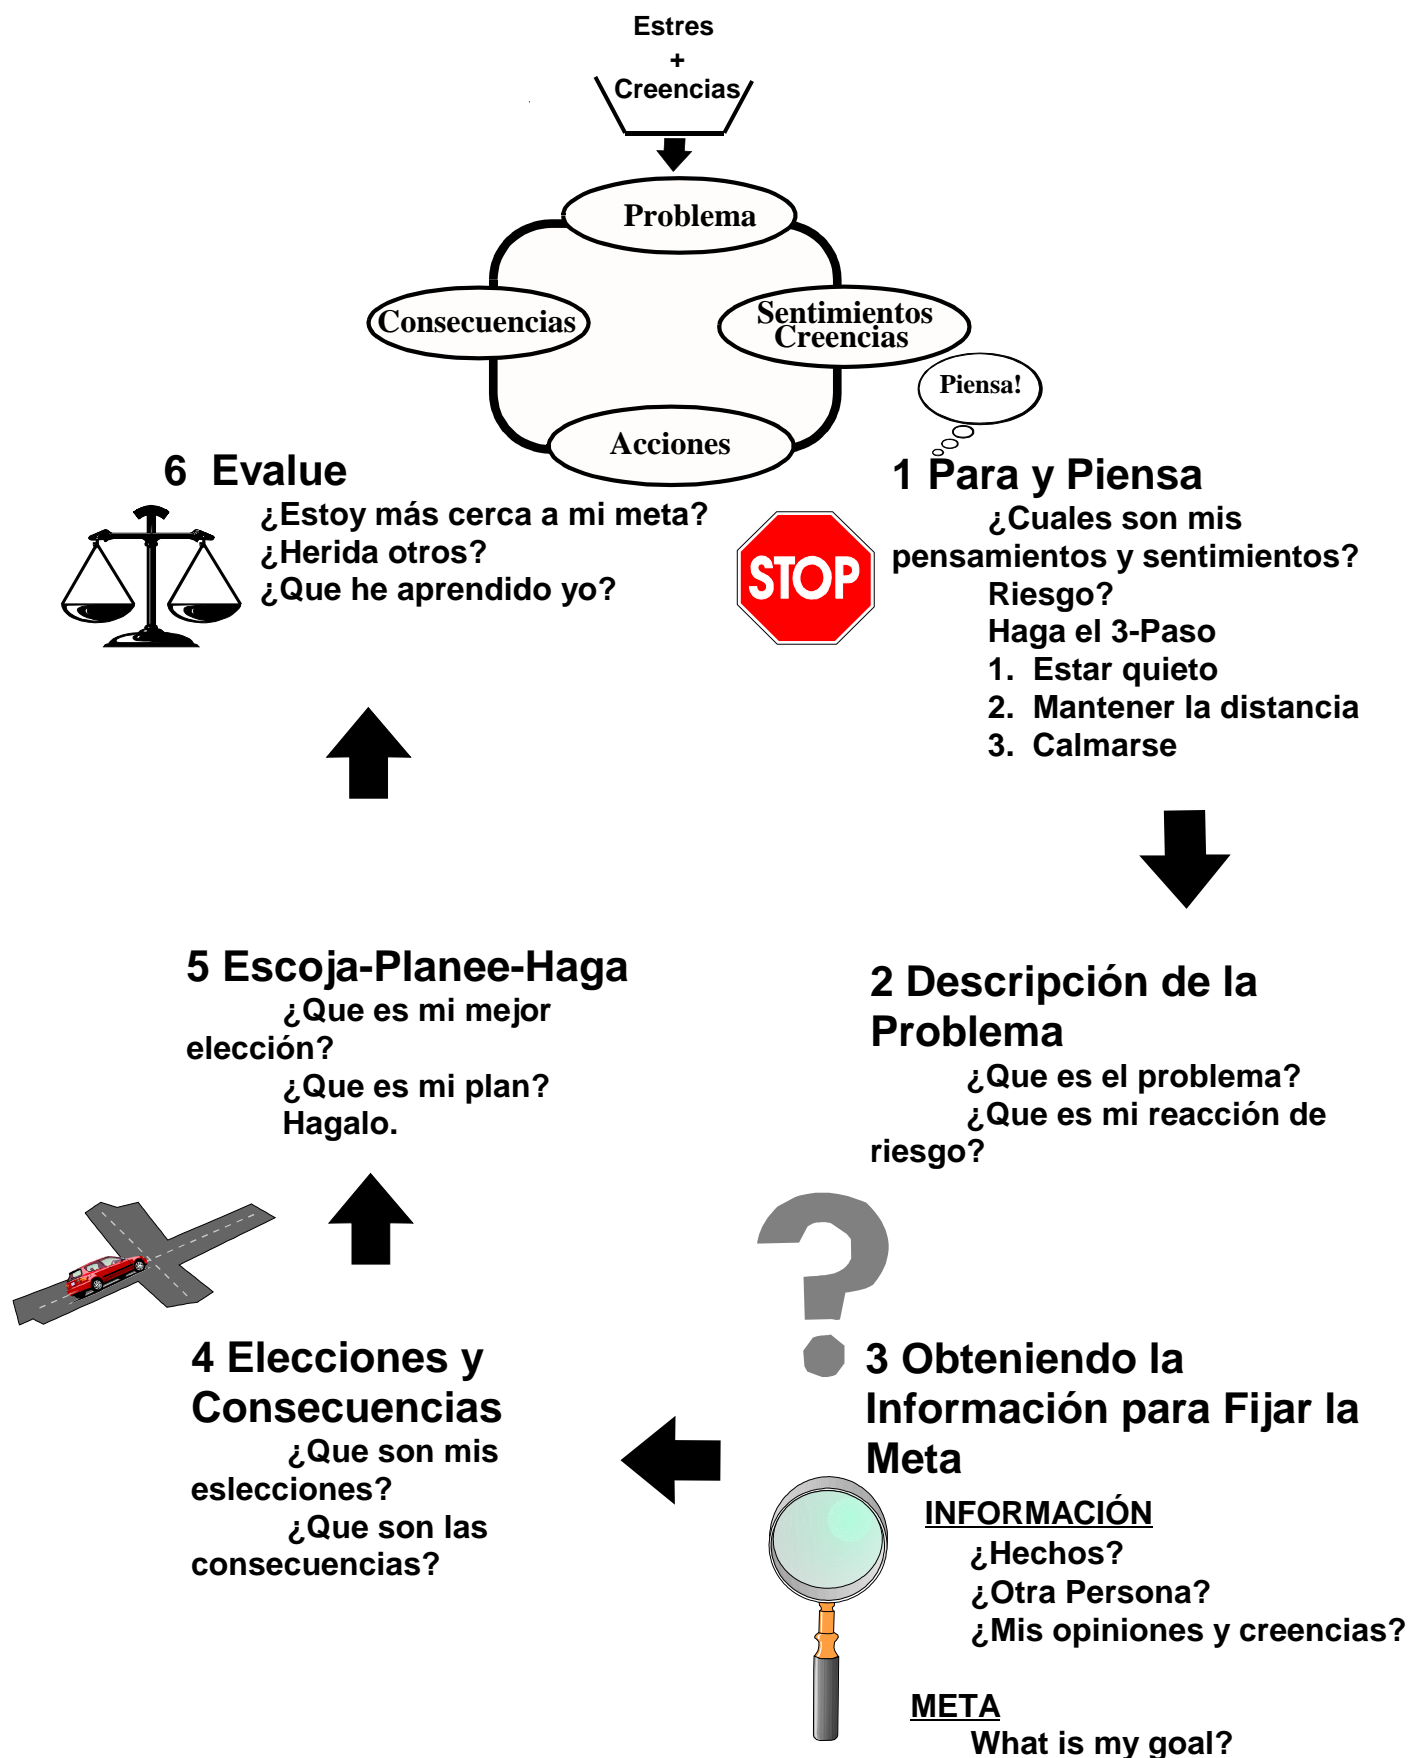 Estres
+
Creencias
Problema
Consecuencias
Sentimientos
Creencias
Acciones
Piensa!
1 Para y Piensa
¿Cuales son mis
pensamientos y sentimientos?
Riesgo?
Haga el 3-Paso
1. Estar quieto
2. Mantener la distancia
3. Calmarse
STOP
2 Descripción de la
Problema
¿Que es el problema?
¿Que es mi reacción de
riesgo?
?
3 Obteniendo la
Información para Fijar la
Meta
INFORMACIÓN
¿Hechos?
¿Otra Persona?
¿Mis opiniones y creencias?
META
What is my goal?
4 Elecciones y
Consecuencias
¿Que son mis
eslecciones?
¿Que son las
consecuencias?
5 Escoja-Planee-Haga
¿Que es mi mejor
elección?
¿Que es mi plan?
Hagalo.
6 Evalue
¿Estoy más cerca a mi meta?
¿Herida otros?
¿Que he aprendido yo?